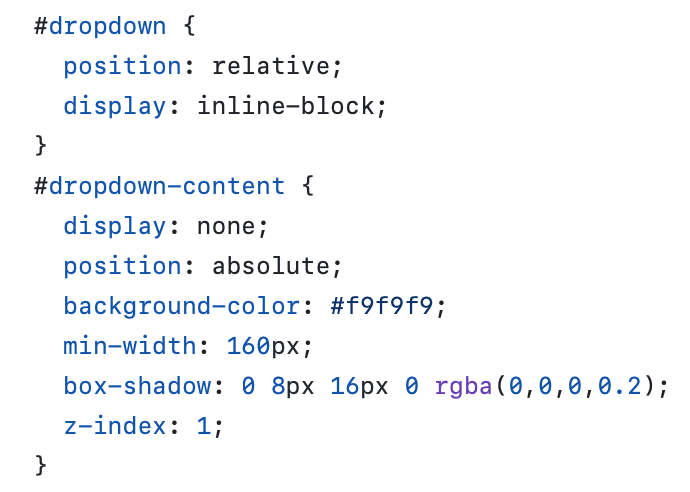 #dropdown {
  position: relative;
  display: inline-block;
}
#dropdown-content {
  display: none;
  position: absolute;
  background-color: #f9f9f9;
  min-width: 160px;
  box-shadow: 0 8px 16px 0 rgba(0,0,0,0.2);
  z-index: 1;
}